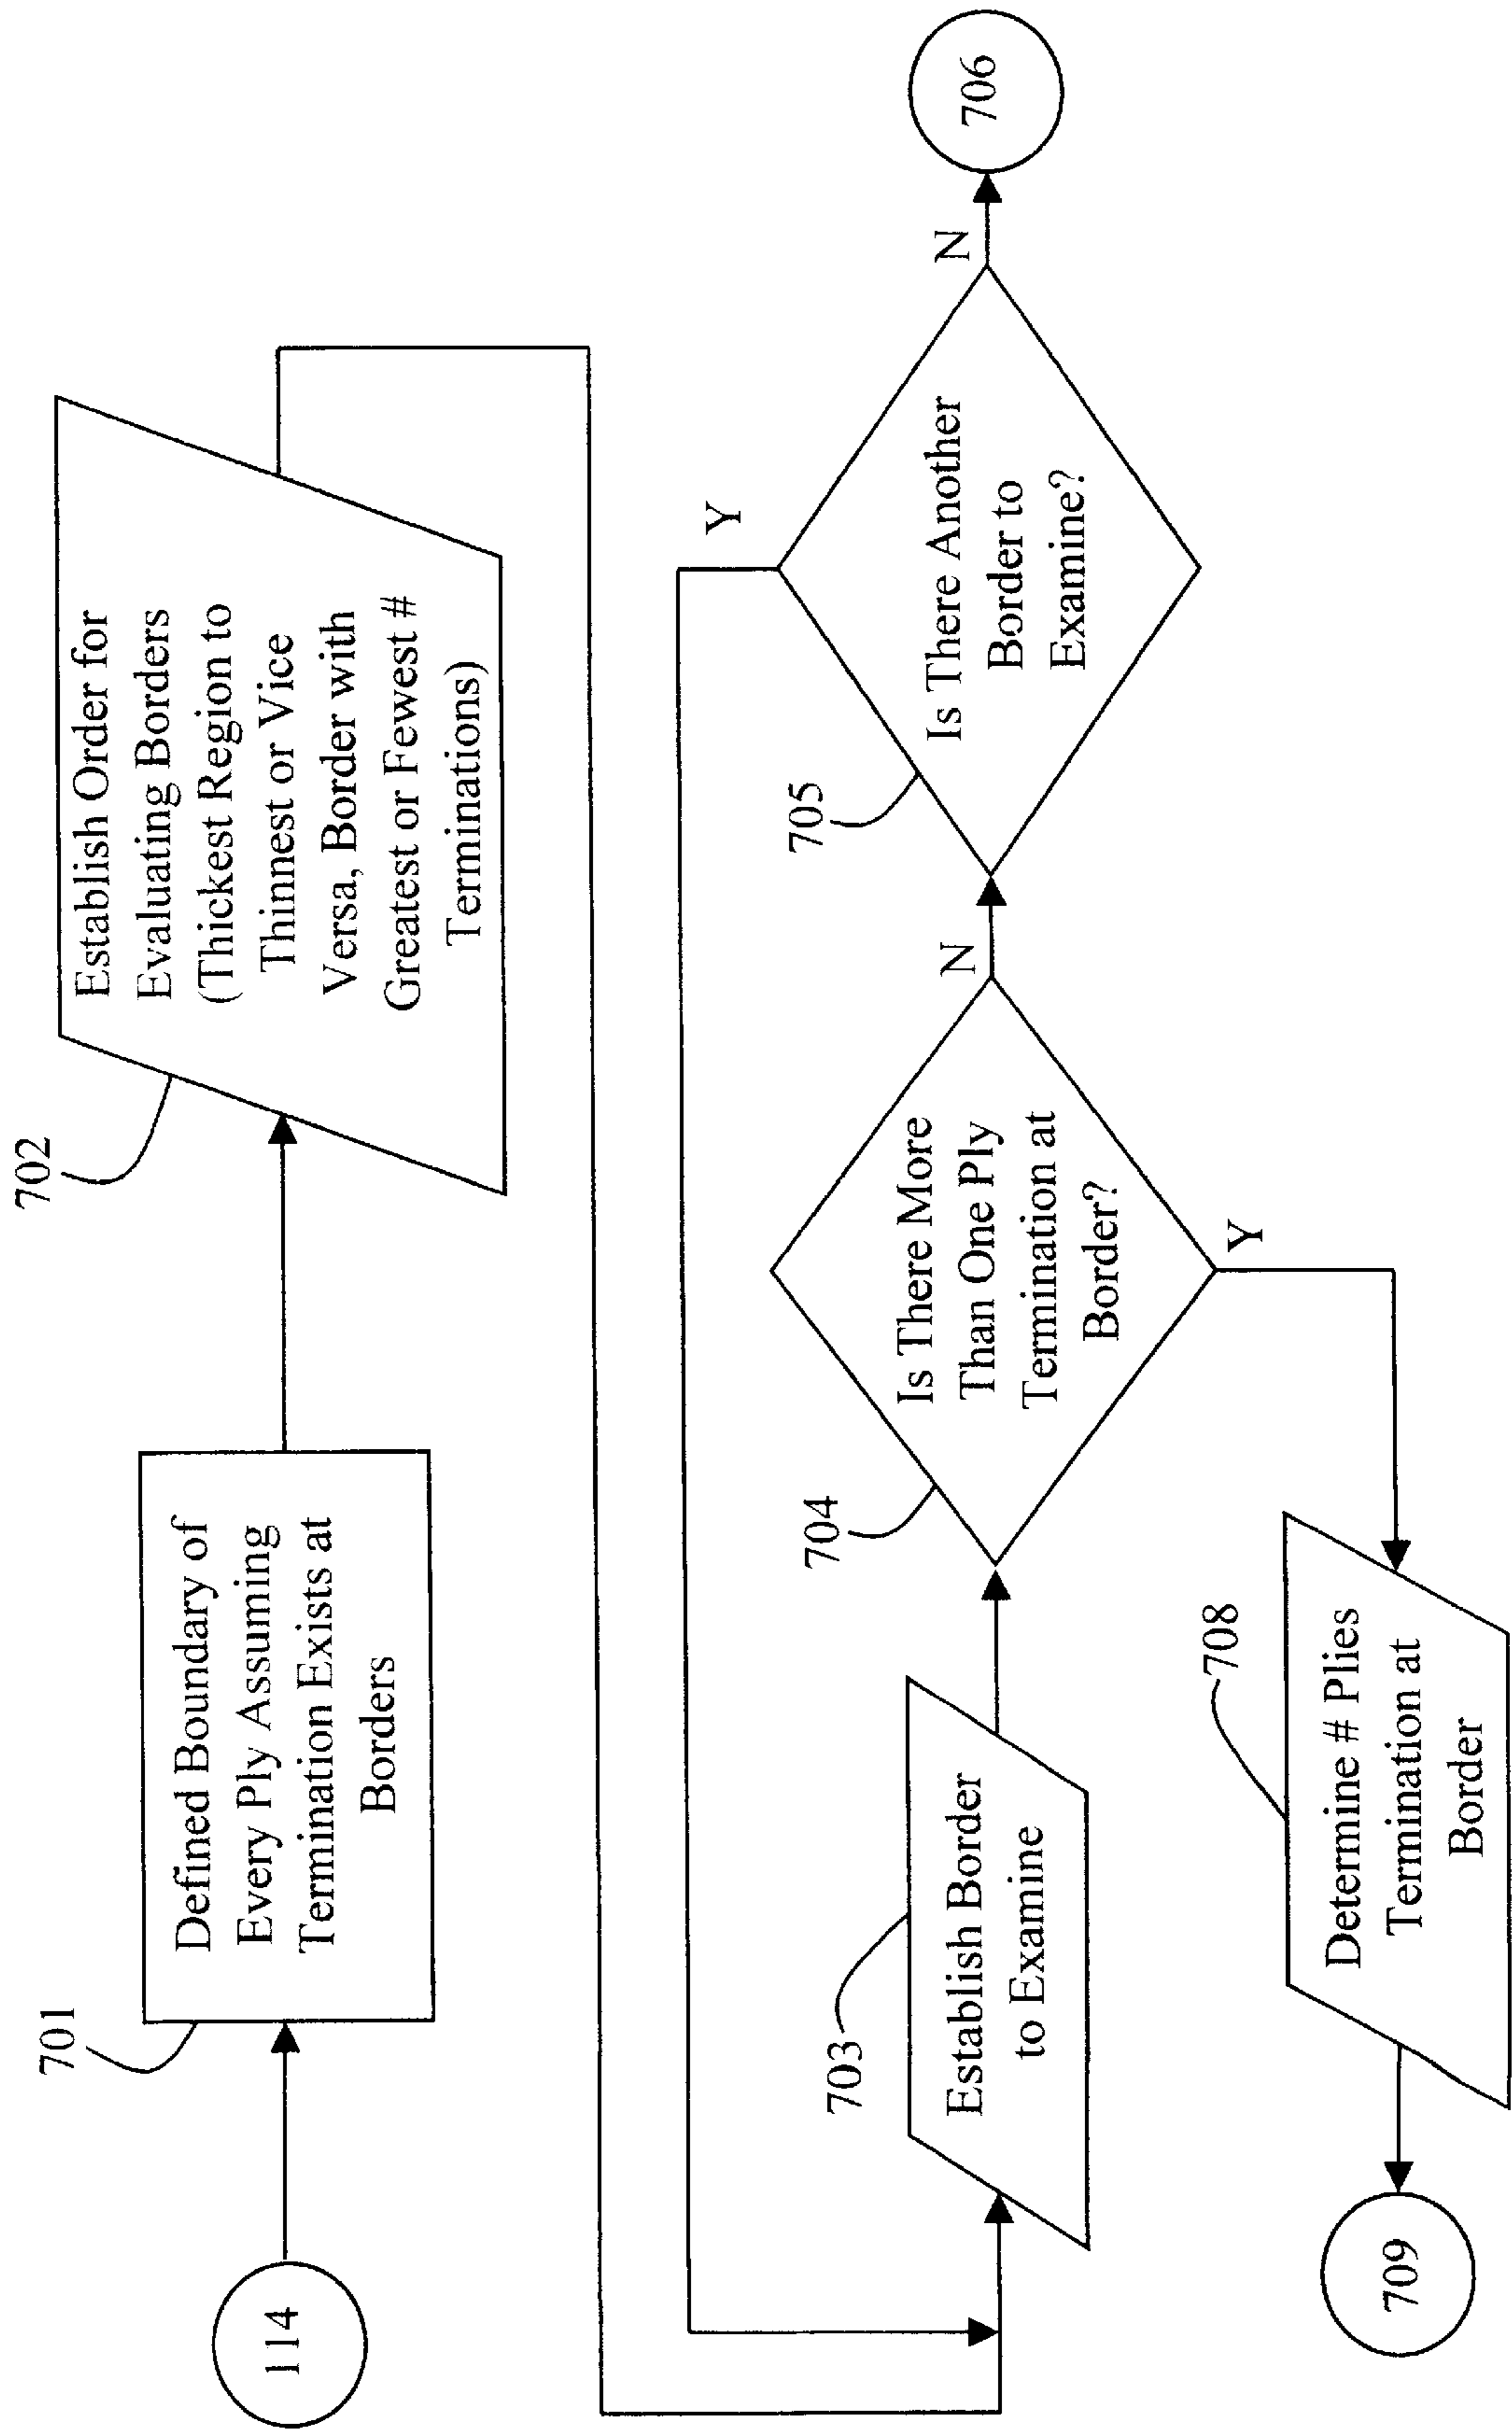 114
701
Defined Boundary of
Every Ply Assuming
Termination Exists at
Borders
702
Establish Order for
Evaluating Borders
(Thickest Region to
Thinnest or Vice
Versa, Border with
Greatest or Fewest #
Terminations)
703
Establish Border
to Examine
704
Is There More
Than One Ply
Termination at
Border?
N
Y
705
Is There Another
Border to
Examine?
Y
N
706
708
Determine # Plies
Termination at
Border
709